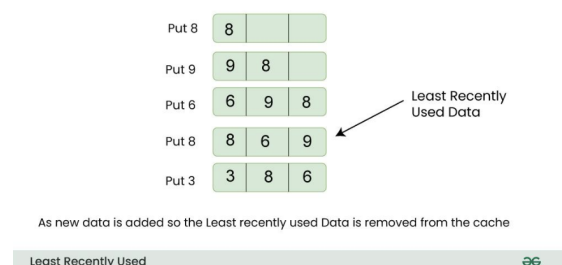 Put 8 8
Put 9 9 8
Put 6 6 9 8
Least Recently
Used Data
Put 8 8 6 9
Put 3 3 8 6
As new data is added so the Least recently used Data is removed from the cache
Least Recently Used